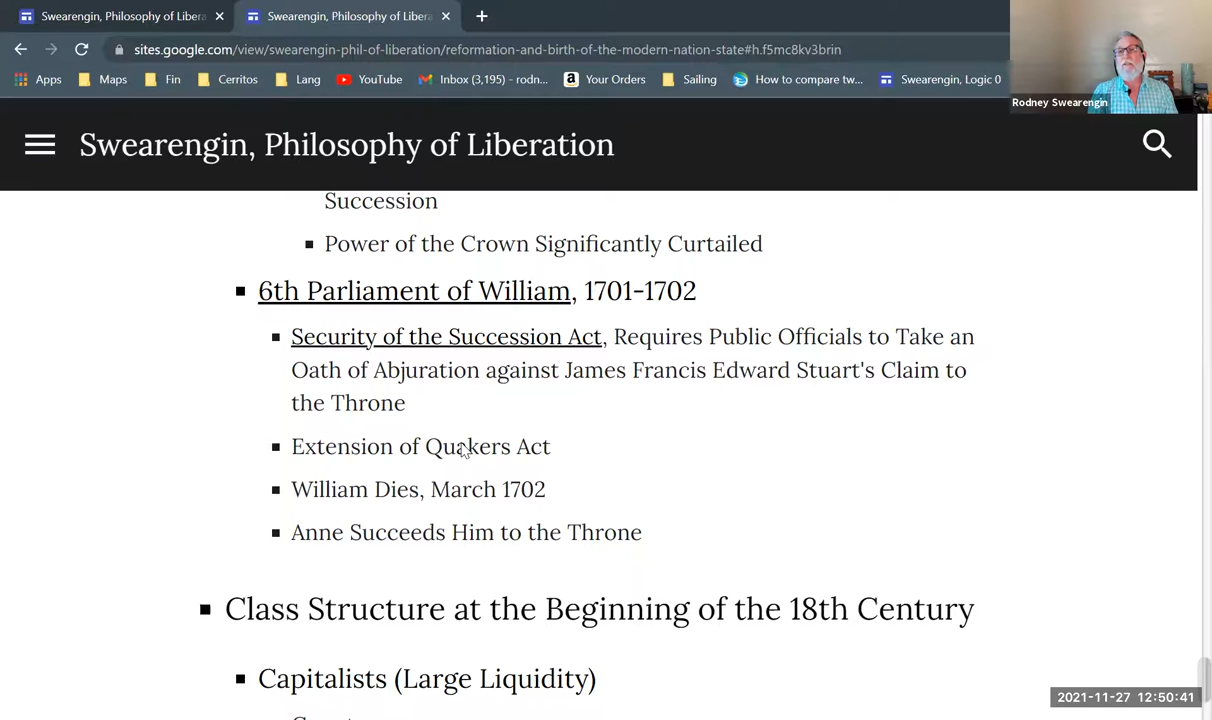 Swearengin, Philosophy of Libera
Swearengin, Philosophy of Libera
sites.google.com/view/swearengin-phil-of-liberation/reformation-and-birth-of-the-modern-nation-state#h.f5mc8kv3brin
Apps Maps Fin Cerritos Lang YouTube Inbox (3,195) - rodn... Your Orders Sailing How to compare tw... Swearengin, Logic 0
Rodney Swearengin
Swearengin, Philosophy of Liberation
Succession
Power of the Crown Significantly Curtailed
6th Parliament of William, 1701-1702
Security of the Succession Act, Requires Public Officials to Take an
Oath of Abjuration against James Francis Edward Stuart's Claim to
the Throne
Extension of Quakers Act
William Dies, March 1702
Anne Succeeds Him to the Throne
Class Structure at the Beginning of the 18th Century
Capitalists (Large Liquidity)
2021-11-27 12:50:41